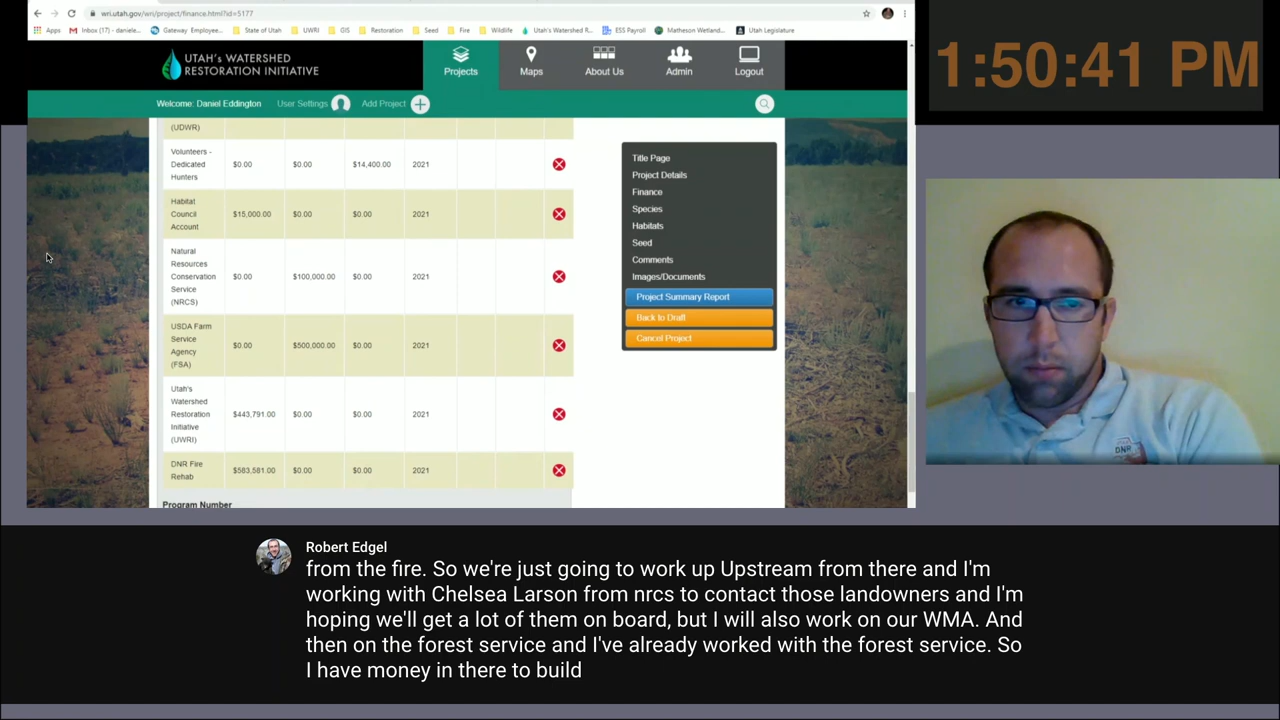 wri.utah.gov/wri/project/finance.html?id=5177
Apps
Inbox (17) - daniele...
Gateway: Employee...
State of Utah
UWRI
GIS
Restoration
Seed
Fire
Wildlife
Utah's Watershed R...
ESS Payroll
Matheson Wetland...
Utah Legislature
1:50:41 PM
UTAH'S WATERSHED
RESTORATION INITIATIVE
Projects
Maps
About Us
Admin
Logout
Welcome: Daniel Eddington
User Settings
Add Project
(UDWR)
Volunteers -
Dedicated
Hunters
$0.00 $0.00 $14,400.00 2021
Habitat
Council
Account
$15,000.00 $0.00 $0.00 2021
Natural
Resources
Conservation
Service
(NRCS)
$0.00 $100,000.00 $0.00 2021
USDA Farm
Service
Agency
(FSA)
$0.00 $500,000.00 $0.00 2021
Utah's
Watershed
Restoration
Initiative
(UWRI)
$443,791.00 $0.00 $0.00 2021
DNR Fire
Rehab
$583,581.00 $0.00 $0.00 2021
Program Number
Title Page
Project Details
Finance
Species
Habitats
Seed
Comments
Images/Documents
Project Summary Report
Back to Draft
Cancel Project
DNR
Robert Edgel
from the fire. So we're just going to work up Upstream from there and I'm
working with Chelsea Larson from nrcs to contact those landowners and I'm
hoping we'll get a lot of them on board, but I will also work on our WMA. And
then on the forest service and I've already worked with the forest service. So
I have money in there to build